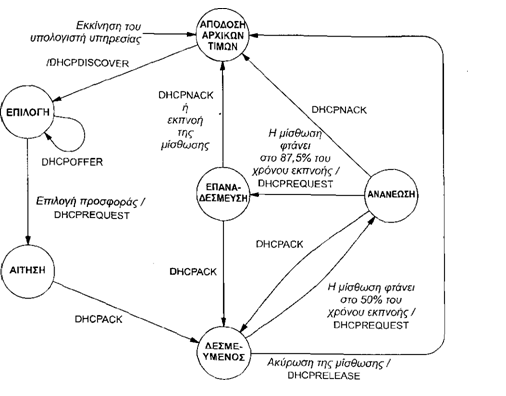 Εκκίνηση του
υπολογιστή υπηρεσίας
ΑΠΟΔΟΣΗ
ΑΡΧΙΚΩΝ
ΤΙΜΩΝ
/DHCPDISCOVER
ΕΠΙΛΟΓΗ
DHCPOFFER
DHCPNACK
ή
εκπνοή
της
μίσθωσης
DHCPNACK
Η μίσθωση
φτάνει
στο 87,5% του
χρόνου εκπνοής /
DHCPREQUEST
ΕΠΑΝΑ-
ΔΕΣΜΕΥΣΗ
ΑΝΑΝΕΩΣΗ
Επιλογή προσφοράς /
DHCPREQUEST
ΑΙΤΗΣΗ
DHCPACK
DHCPACK
DHCPACK
Η μίσθωση φτάνει
στο 50% του
χρόνου εκπνοής /
DHCPREQUEST
ΔΕΣΜΕ-
ΥΜΕΝΟΣ
Ακύρωση της μίσθωσης /
DHCPRELEASE